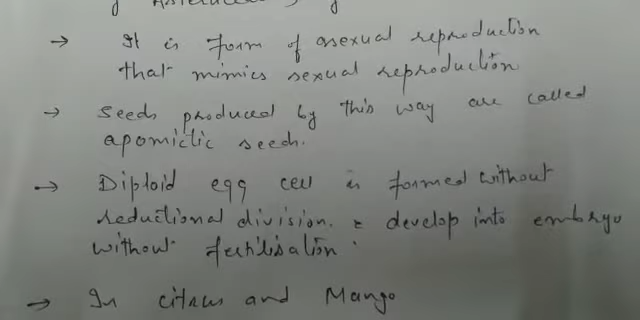 → It is form of asexual reproduction
that mimics sexual reproduction
→ Seeds produced by this way are called
apomictic seeds.
→ Diploid egg cell is formed without
reductional division. & develop into embryo
without fertilisation.
→ In citrus and Mango